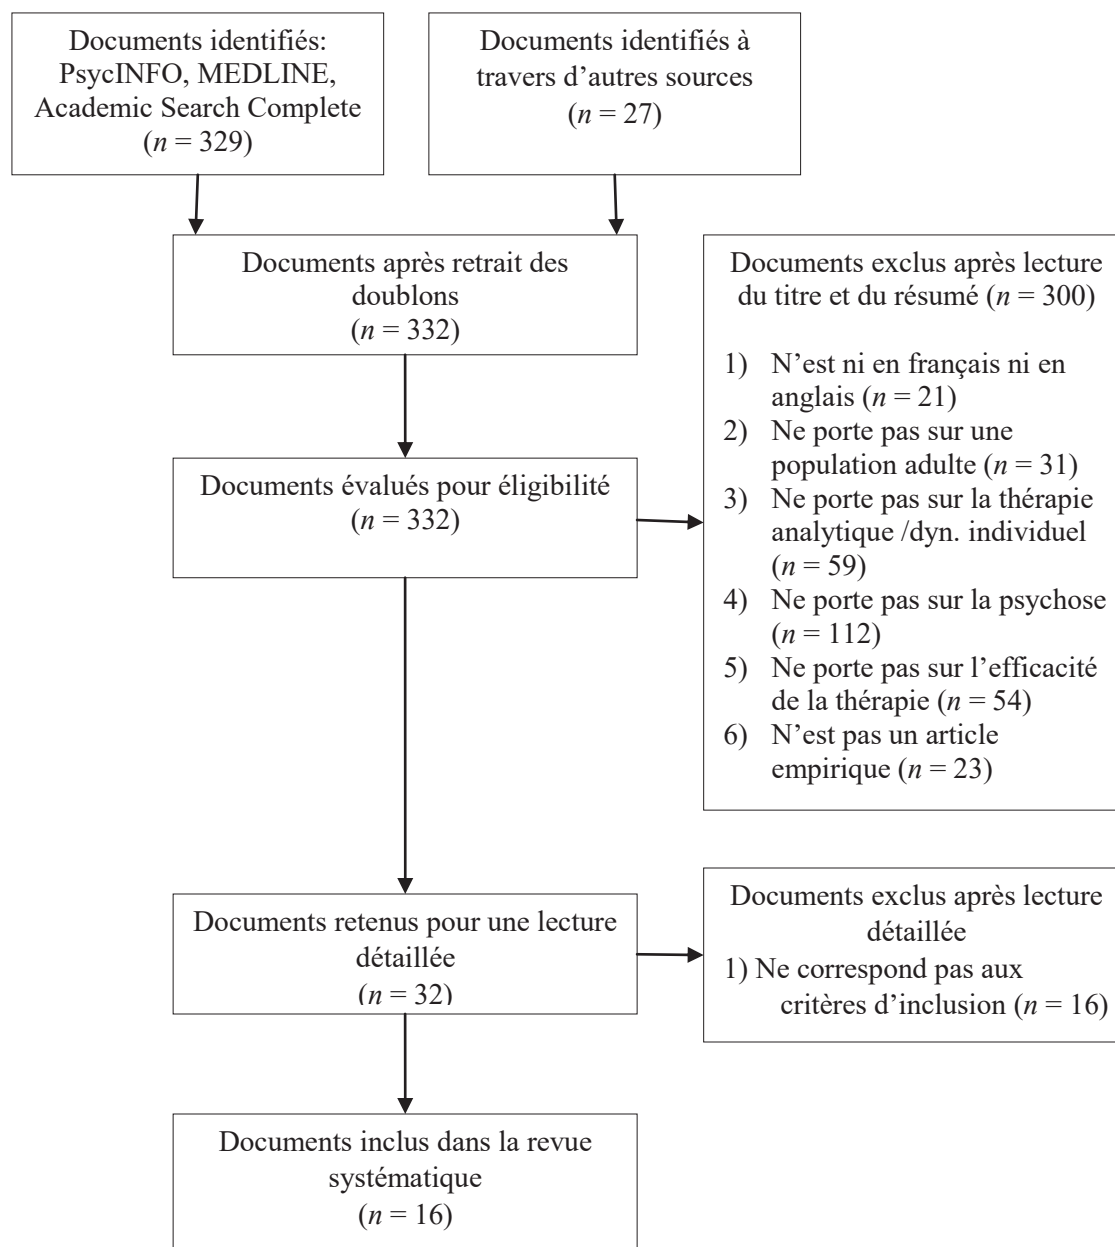 Documents identifiés:
PsycINFO, MEDLINE,
Academic Search Complete
(n = 329)
Documents identifiés à
travers d’autres sources
(n = 27)
Documents après retrait des
doublons
(n = 332)
Documents exclus après lecture
du titre et du résumé (n = 300)
1) N’est ni en français ni en
anglais (n = 21)
2) Ne porte pas sur une
population adulte (n = 31)
3) Ne porte pas sur la thérapie
analytique /dyn. individuel
(n = 59)
4) Ne porte pas sur la psychose
(n = 112)
5) Ne porte pas sur l’efficacité
de la thérapie (n = 54)
6) N’est pas un article
empirique (n = 23)
Documents évalués pour éligibilité
(n = 332)
Documents retenus pour une lecture
détaillée
(n = 32)
Documents exclus après lecture
détaillée
1) Ne correspond pas aux
critères d’inclusion (n = 16)
Documents inclus dans la revue
systématique
(n = 16)